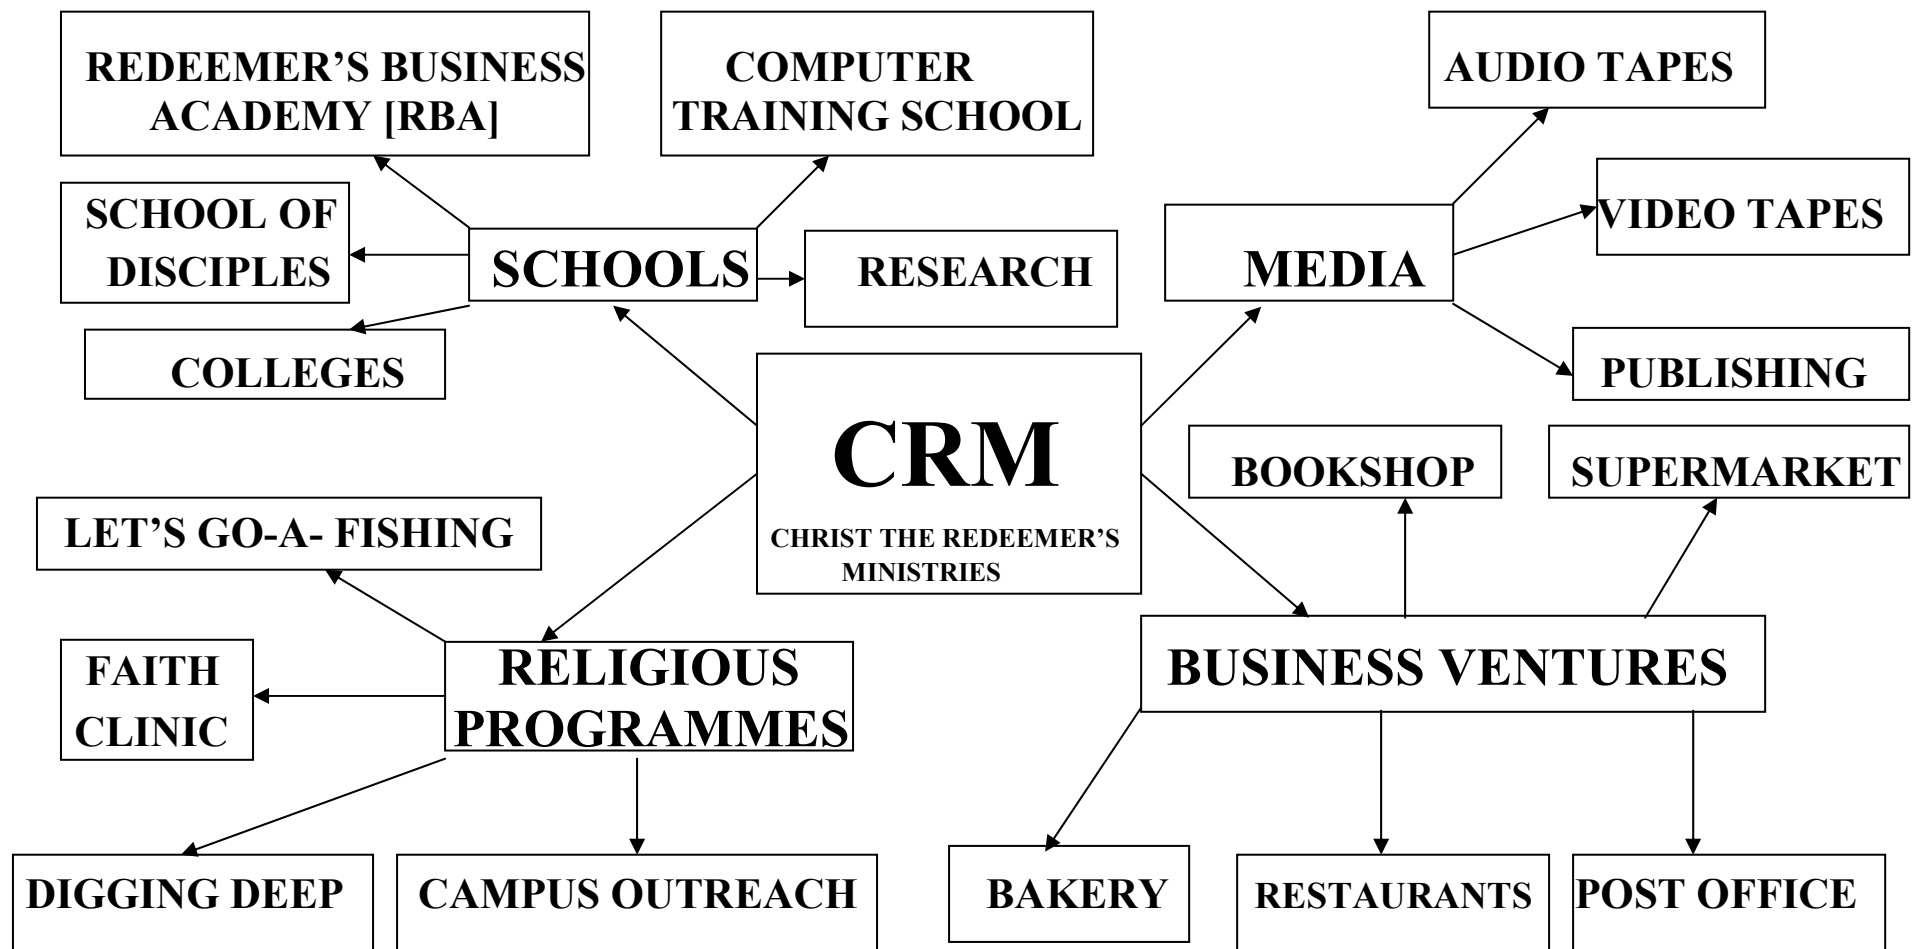 REDEEMER’S BUSINESS
ACADEMY [RBA]
COMPUTER
TRAINING SCHOOL
AUDIO TAPES
SCHOOL OF
DISCIPLES
SCHOOLS
RESEARCH
MEDIA
VIDEO TAPES
COLLEGES
PUBLISHING
CRM
CHRIST THE REDEEMER’S
MINISTRIES
BOOKSHOP
SUPERMARKET
LET’S GO-A- FISHING
FAITH
CLINIC
RELIGIOUS
PROGRAMMES
BUSINESS VENTURES
DIGGING DEEP
CAMPUS OUTREACH
BAKERY
RESTAURANTS
POST OFFICE